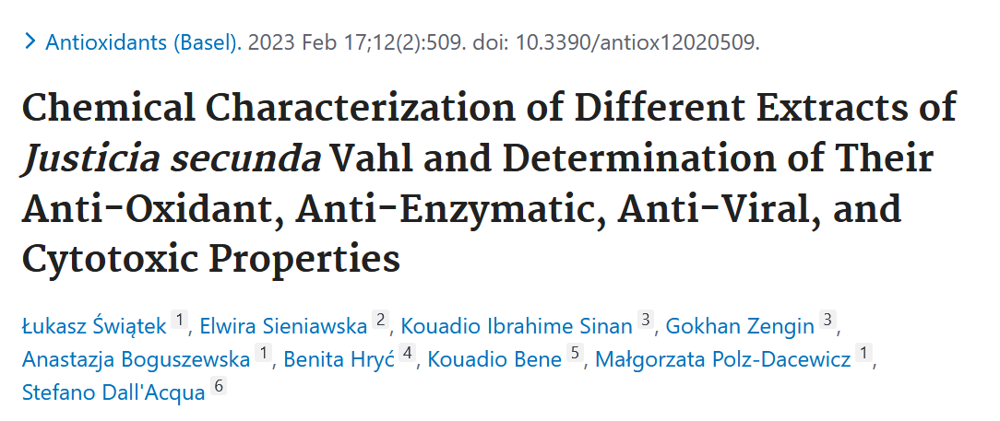 Antioxidants (Basel). 2023 Feb 17;12(2):509. doi: 10.3390/antiox12020509.
Chemical Characterization of Different Extracts of
Justicia secunda Vahl and Determination of Their
Anti-Oxidant, Anti-Enzymatic, Anti-Viral, and
Cytotoxic Properties
Łukasz Świątek 1, Elwira Sieniawska 2, Kouadio Ibrahime Sinan 3, Gokhan Zengin 3,
Anastazja Boguszewska 1, Benita Hryć 4, Kouadio Bene 5, Małgorzata Polz-Dacewicz 1,
Stefano Dall'Acqua 6